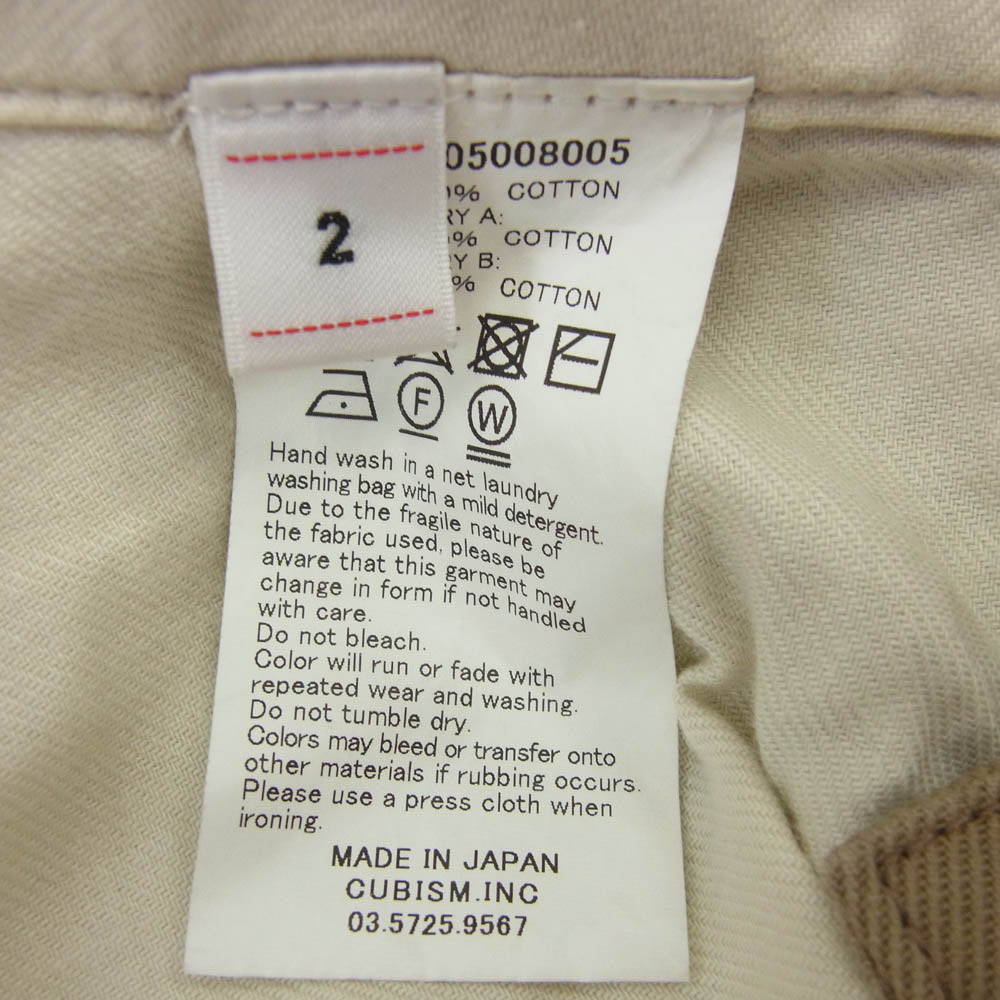 2
05008005
% COTTON
RY A:
% COTTON
Y B:
% COTTON
F
W
Hand wash in a net laundry
washing bag with a mild detergent.
Due to the fragile nature of
the fabric used, please be
aware that this garment may
change in form if not handled
with care.
Do not bleach.
Color will run or fade with
repeated wear and washing.
Do not tumble dry.
Colors may bleed or transfer onto
other materials if rubbing occurs.
Please use a press cloth when
ironing.
MADE IN JAPAN
CUBISM.INC
03.5725.9567